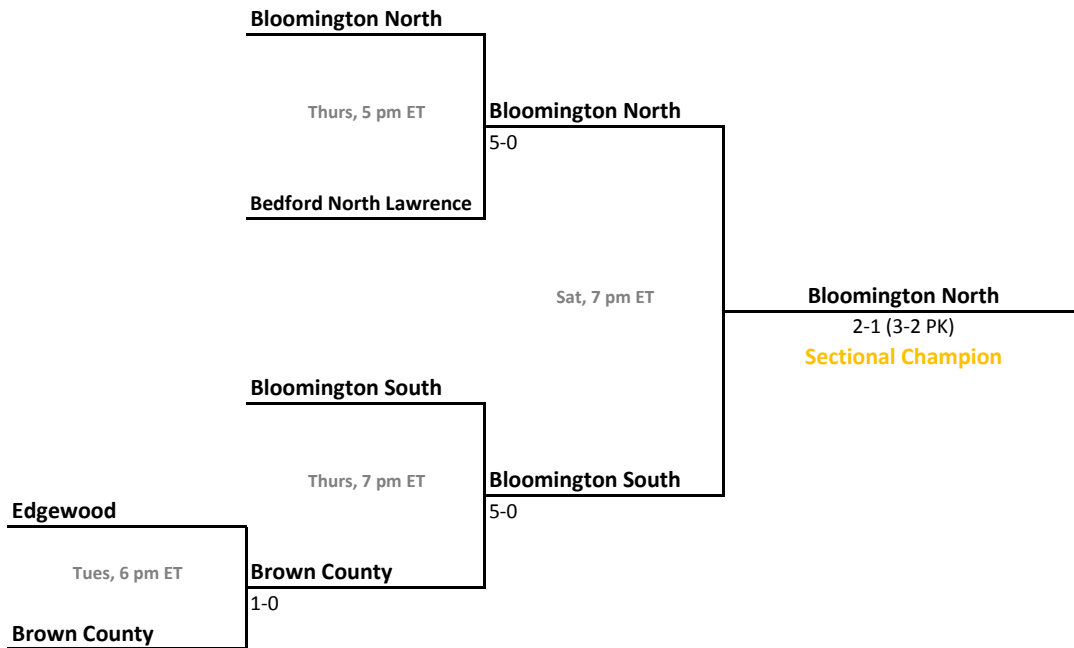 Bloomington North
Thurs, 5 pm ET
Bloomington North
5-0
Bedford North Lawrence
Sat, 7 pm ET
Bloomington North
2-1 (3-2 PK)
Sectional Champion
Bloomington South
Thurs, 7 pm ET
Bloomington South
5-0
Edgewood
Tues, 6 pm ET
Brown County
1-0
Brown County